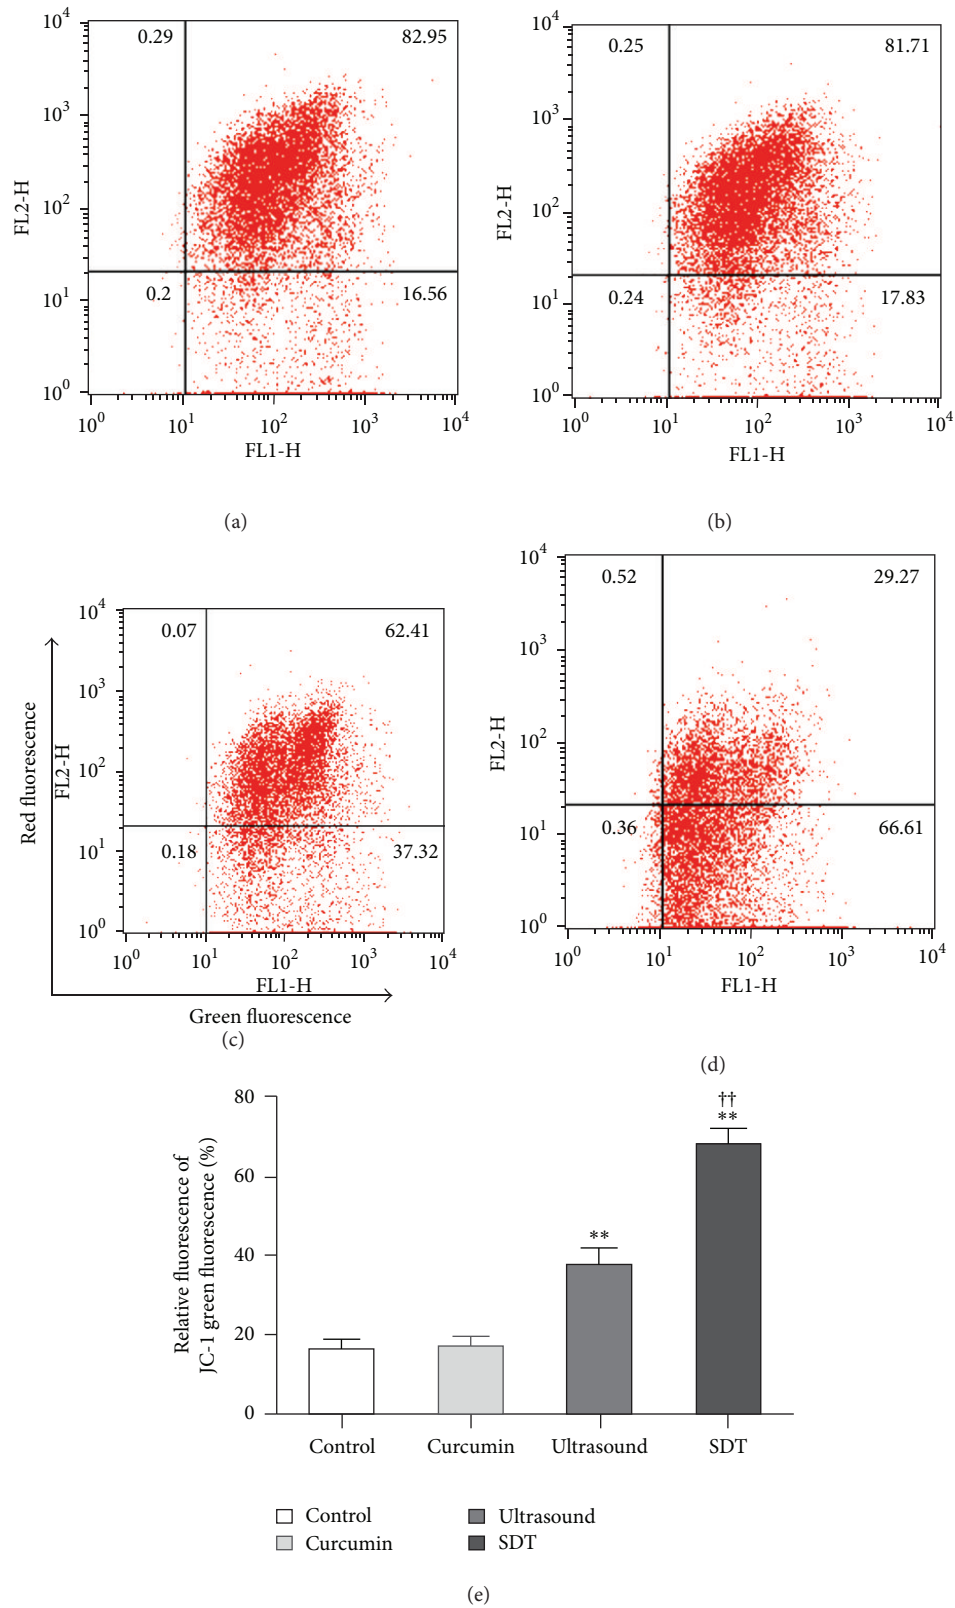 10^4
10^3
10^2
10^1
10^0
FL2-H
0.29
82.95
0.2
16.56
10^0 10^1 10^2 10^3 10^4
FL1-H
(a)
10^4
10^3
10^2
10^1
10^0
FL2-H
0.25
81.71
0.24
17.83
10^0 10^1 10^2 10^3 10^4
FL1-H
(b)
Red fluorescence
FL2-H
10^4
10^3
10^2
10^1
10^0
0.07
62.41
0.18
37.32
10^0 10^1 10^2 10^3 10^4
FL1-H
Green fluorescence
(c)
10^4
10^3
10^2
10^1
10^0
FL2-H
0.52
29.27
0.36
66.61
10^0 10^1 10^2 10^3 10^4
FL1-H
(d)
Relative fluorescence of
JC-1 green fluorescence (%)
80
60
40
20
0
**
††
**
Control Curcumin Ultrasound SDT
Control
Curcumin
Ultrasound
SDT
(e)